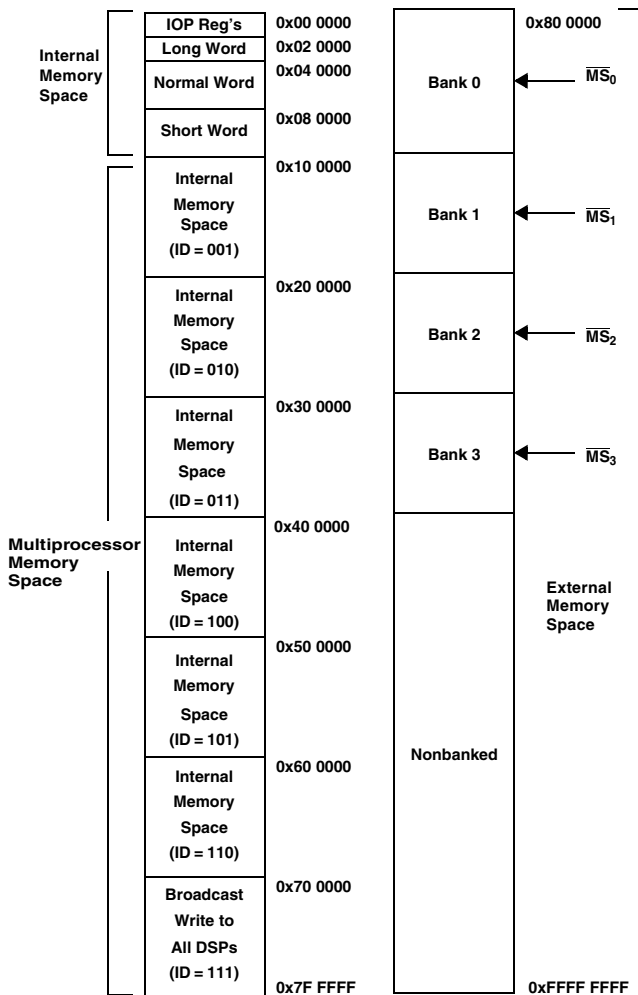 IOP Reg's 0x00 0000
Long Word 0x02 0000
Normal Word 0x04 0000
Short Word 0x08 0000
Internal
Memory
Space
0x10 0000
Internal
Memory
Space
(ID = 001)
0x20 0000
Internal
Memory
Space
(ID = 010)
0x30 0000
Internal
Memory
Space
(ID = 011)
0x40 0000
Internal
Memory
Space
(ID = 100)
Multiprocessor
Memory
Space
0x50 0000
Internal
Memory
Space
(ID = 101)
0x60 0000
Internal
Memory
Space
(ID = 110)
0x70 0000
Broadcast
Write to
All DSPs
(ID = 111)
0x7F FFFF
0x80 0000
Bank 0 M̅S̅₀
Bank 1 M̅S̅₁
Bank 2 M̅S̅₂
Bank 3 M̅S̅₃
External
Memory
Space
Nonbanked
0xFFFF FFFF